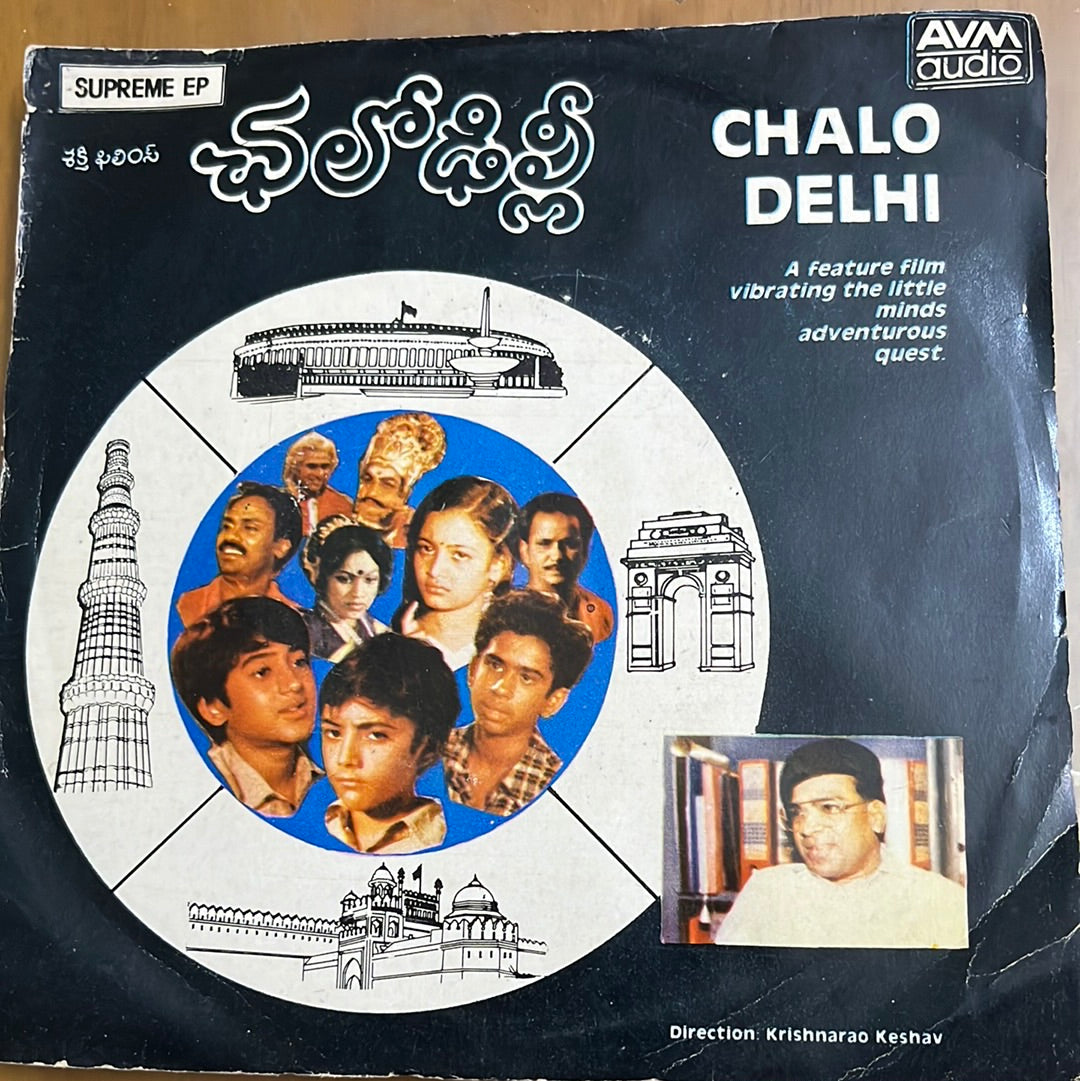 SUPREME EP
AVM
audio
శక్తి ఫిలింస్
ఛలోఢిల్లీ
CHALO
DELHI
A feature film
vibrating the little
minds
adventurous
quest.
Direction: Krishnarao Keshav